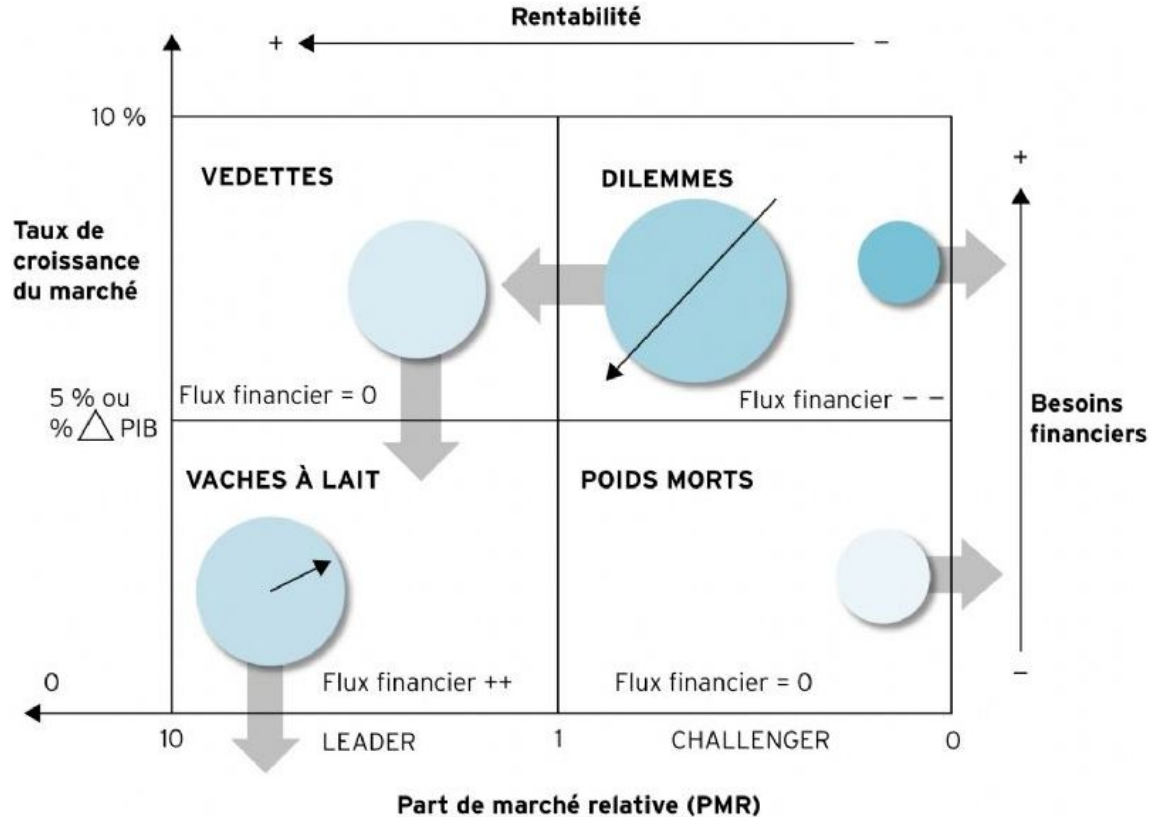 Rentabilité
+
–
10 %
VEDETTES
DILEMMES
+
Taux de
croissance
du marché
Flux financier = 0
Flux financier – –
5 % ou
% △ PIB
Besoins
financiers
VACHES À LAIT
POIDS MORTS
Flux financier ++
Flux financier = 0
–
0
10
LEADER
1
CHALLENGER
0
Part de marché relative (PMR)